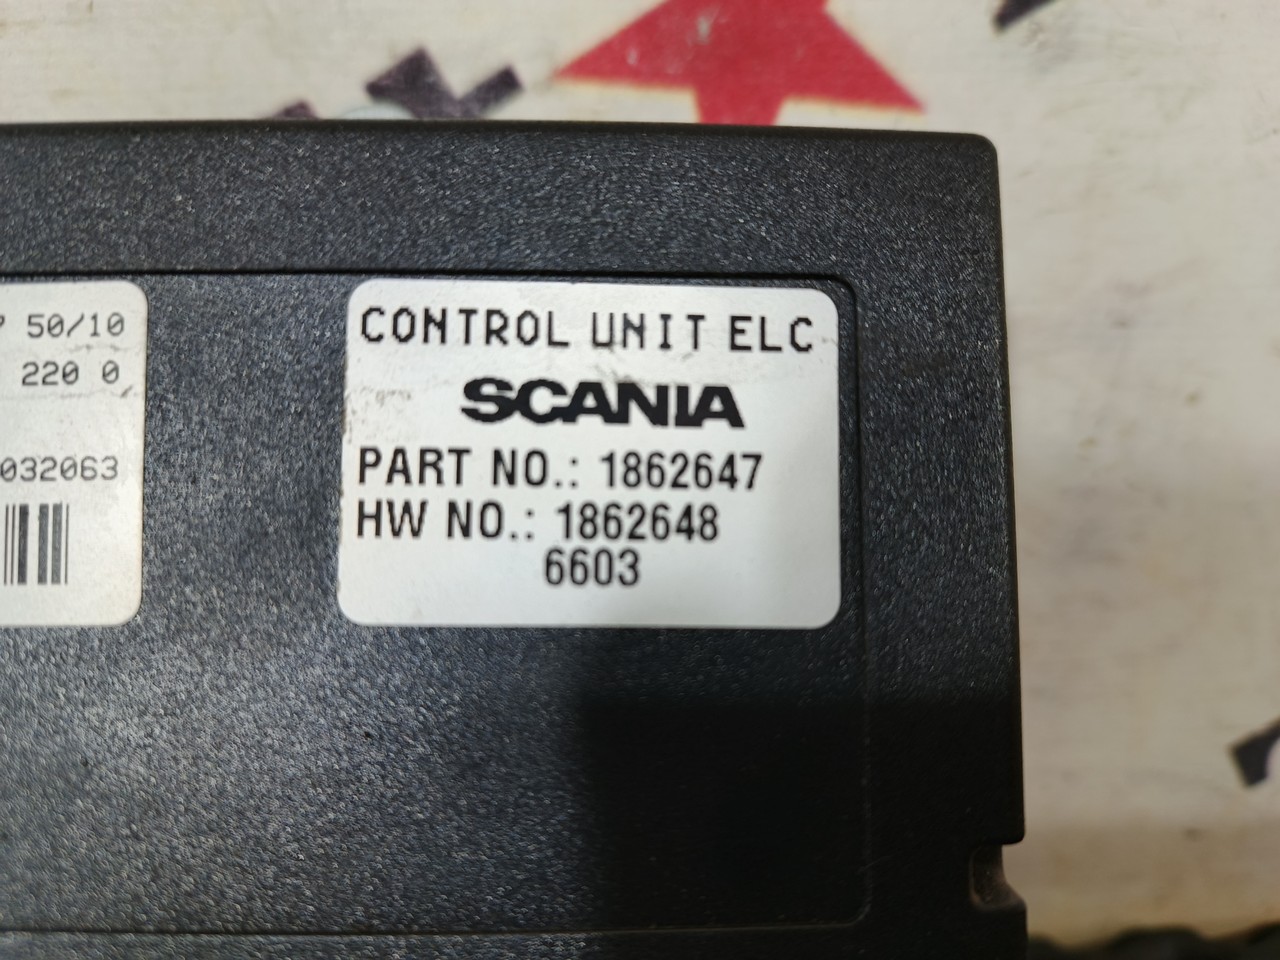 50/10
220 0
032063
CONTROL UNIT ELC
SCANIA
PART NO.: 1862647
HW NO.: 1862648
6603